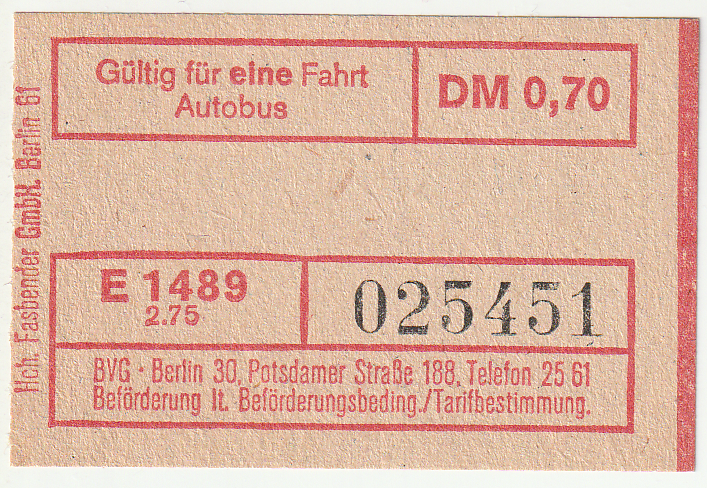 Gültig für eine Fahrt
Autobus
DM 0,70
E 1489
2.75
025451
BVG · Berlin 30, Potsdamer Straße 188, Telefon 25 61
Beförderung lt. Beförderungsbeding./Tarifbestimmung.
Hch. Fasbender GmbH. Berlin 61